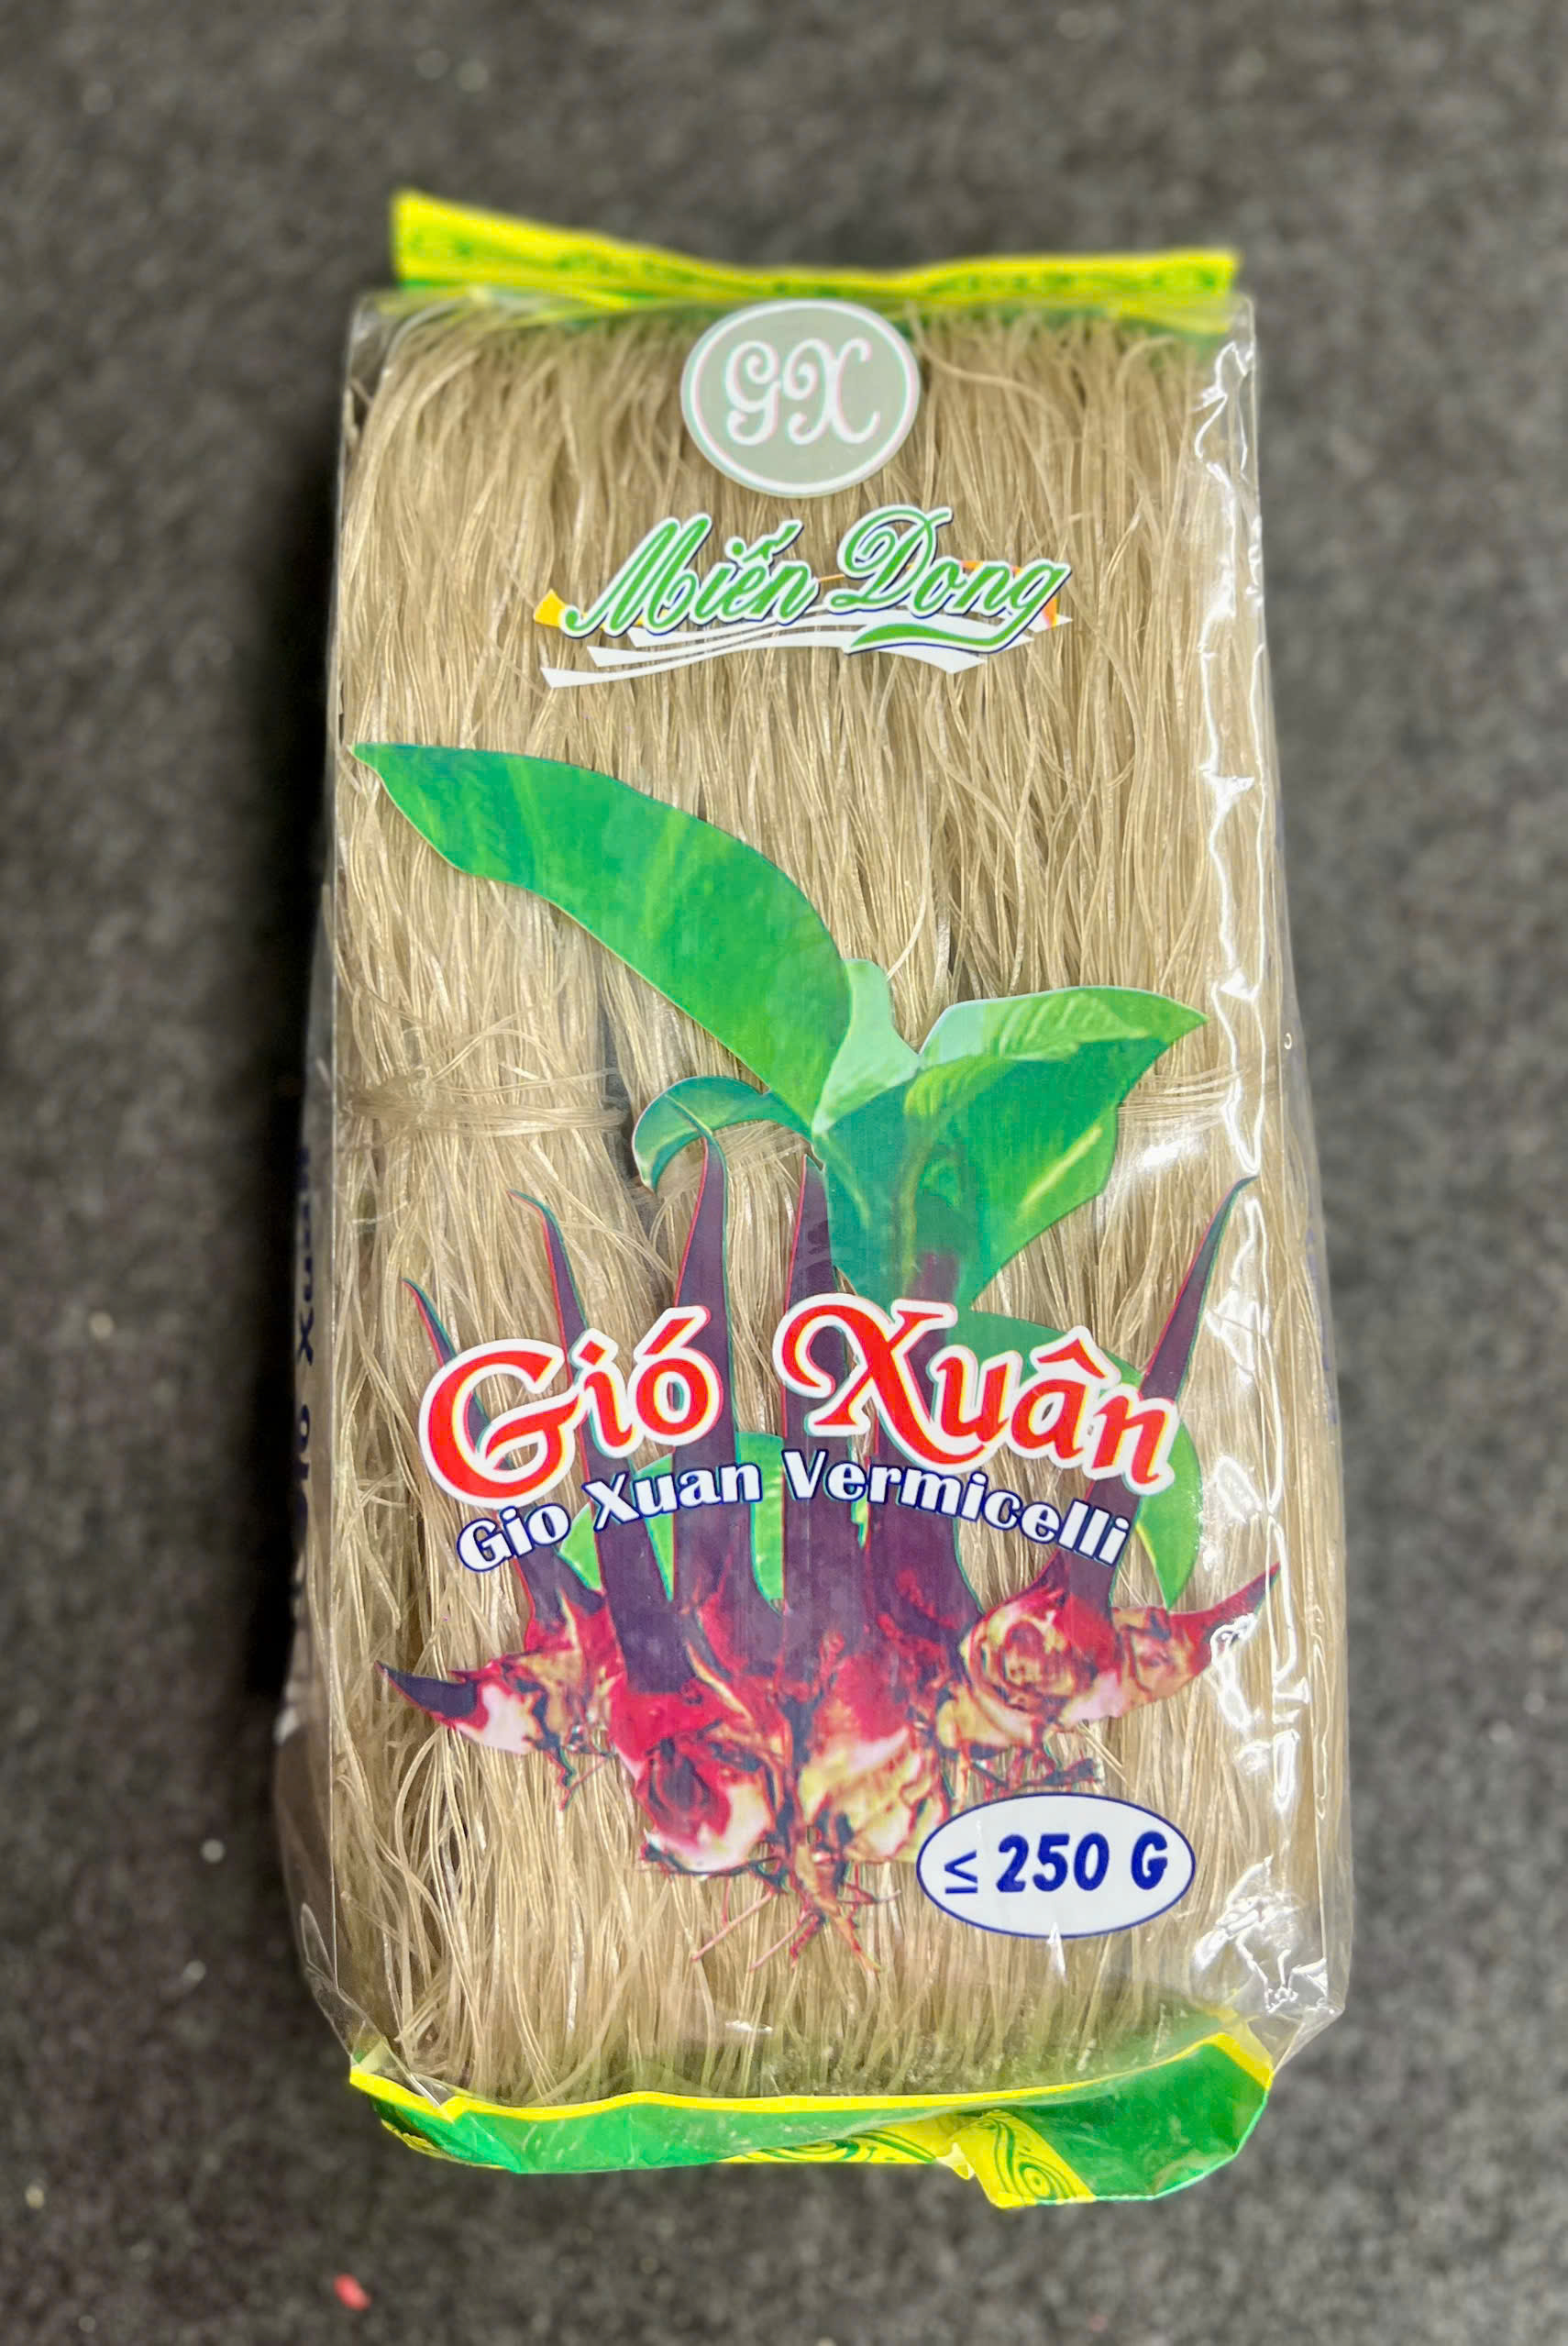 GX
Miến Dong
Gió Xuân
Gio Xuan Vermicelli
≤ 250 G